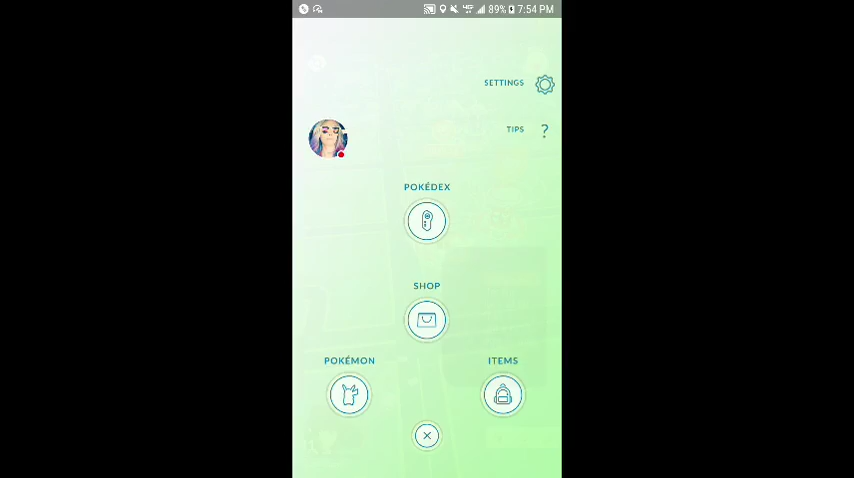 89% 7:54 PM
SETTINGS
TIPS ?
POKÉDEX
SHOP
POKÉMON ITEMS